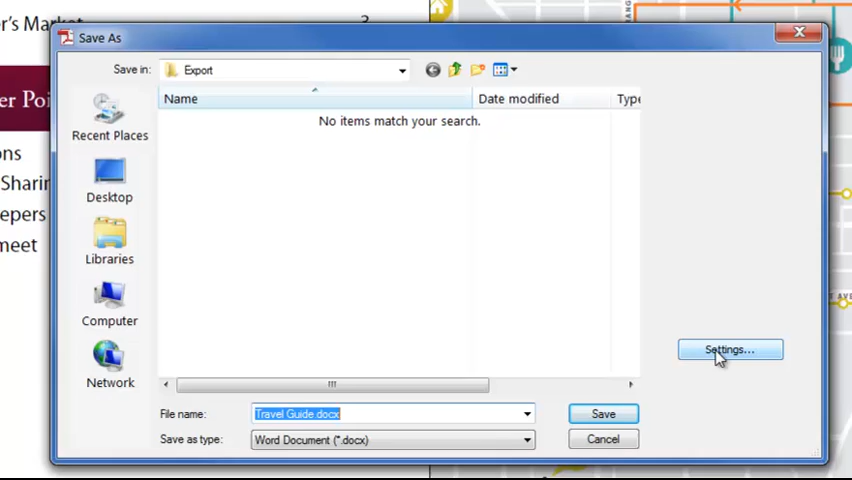 er's Market 3
Save As
Save in: Export
Name Date modified Type
No items match your search.
Recent Places
Desktop
Libraries
Computer
Network
Settings...
File name: Travel Guide.docx Save
Save as type: Word Document (*.docx) Cancel
er Poi
ons
Sharin
epers
meet